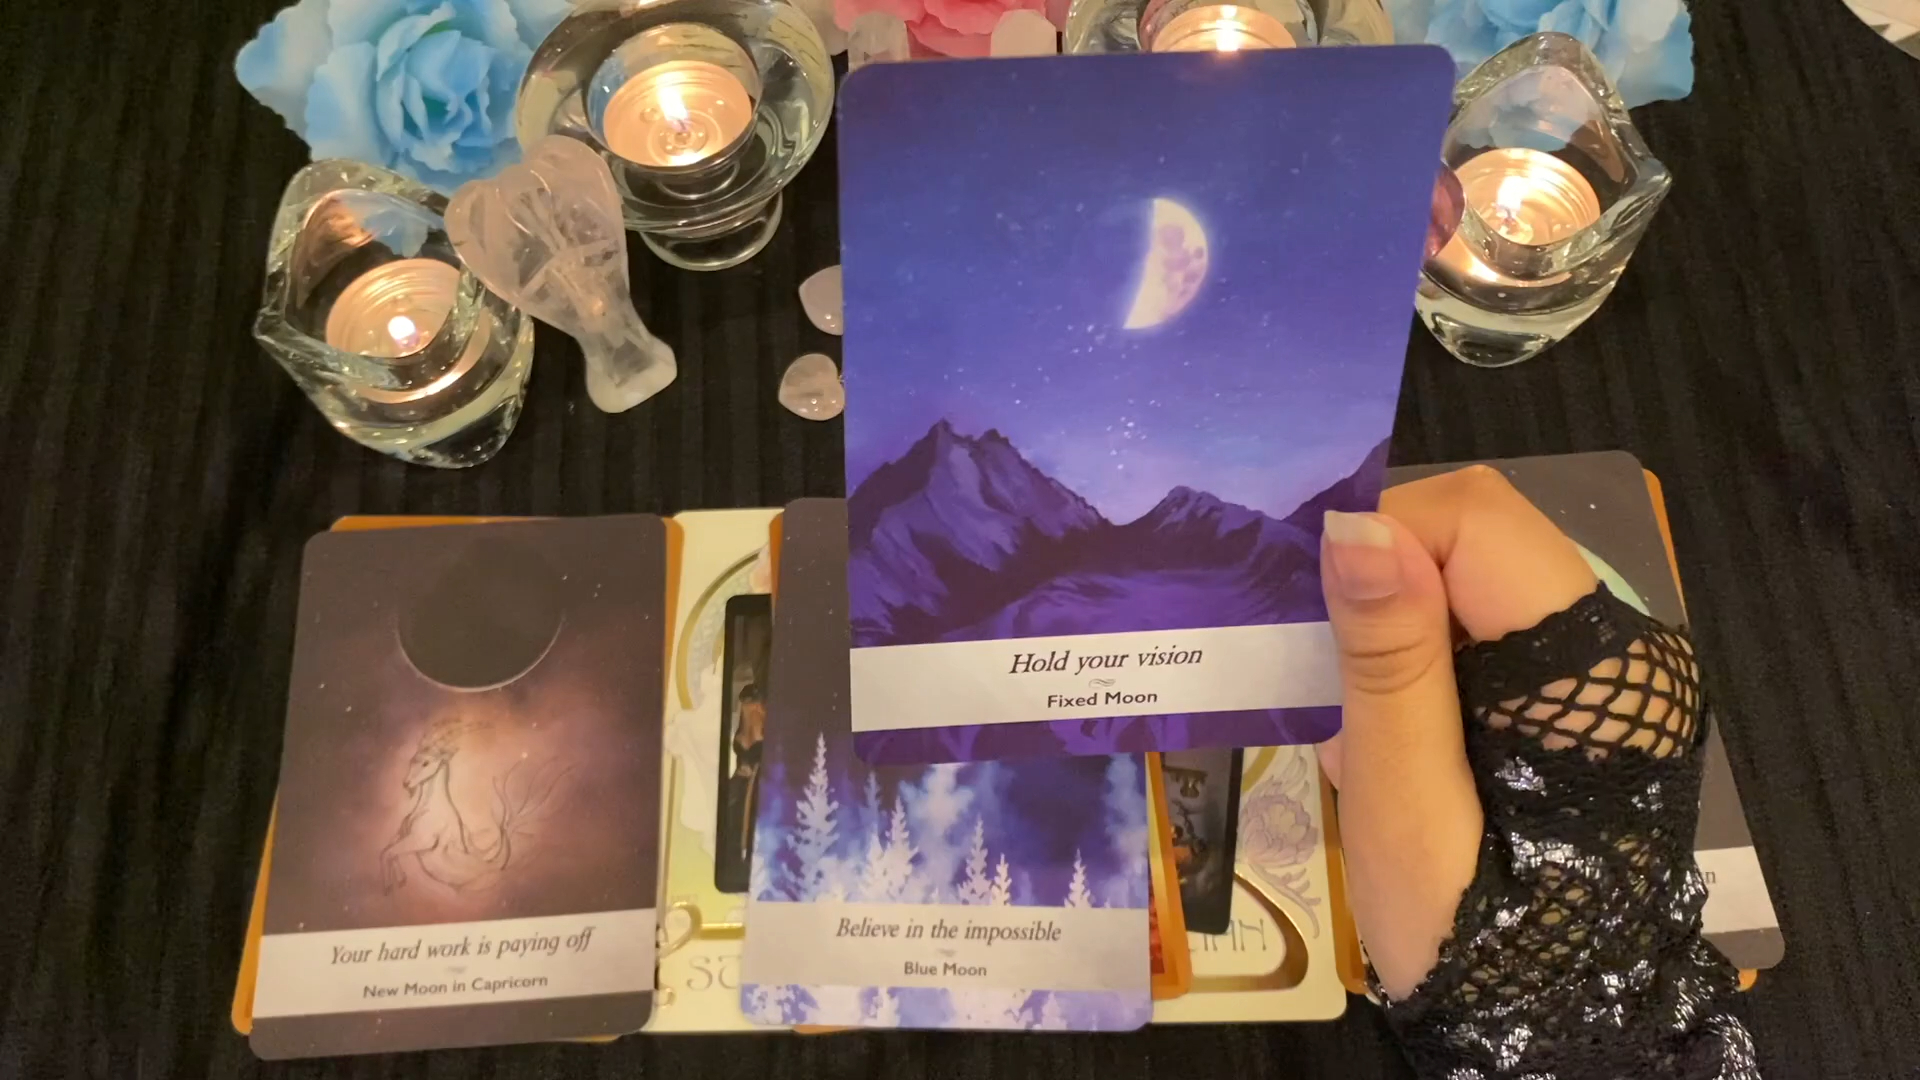 Hold your vision
Fixed Moon
Your hard work is paying off
New Moon in Capricorn
Believe in the impossible
Blue Moon